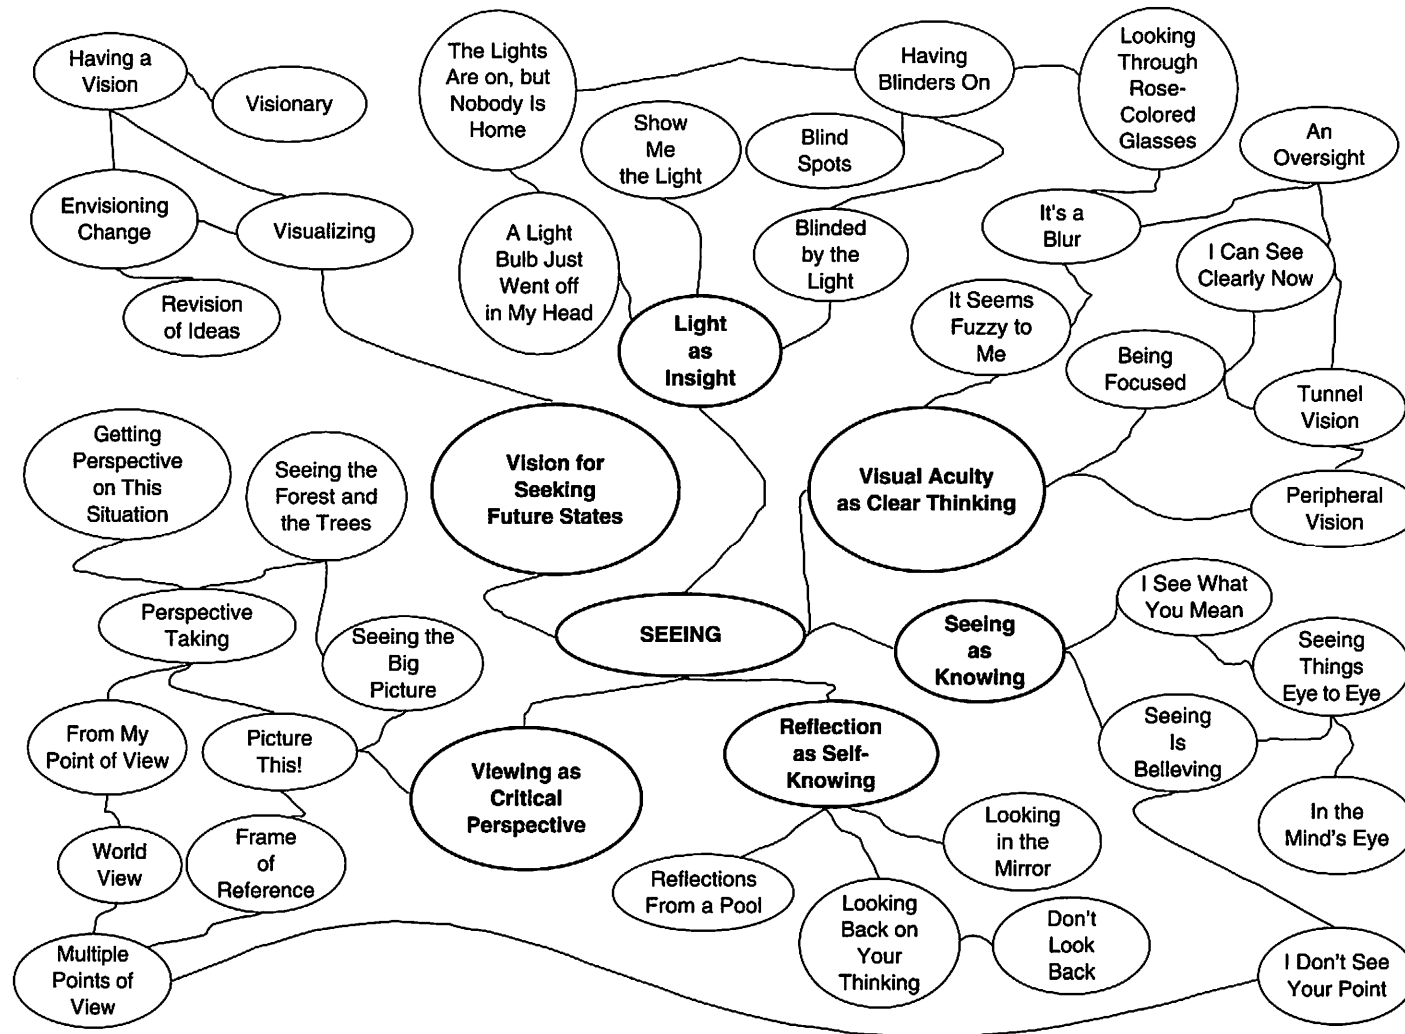 Having a
Vision
Visionary
The Lights
Are on, but
Nobody Is
Home
Having
Blinders On
Looking
Through
Rose-
Colored
Glasses
Show
Me
the Light
Blind
Spots
An
Oversight
Envisioning
Change
Visualizing
A Light
Bulb Just
Went off
in My Head
Blinded
by the
Light
It's a
Blur
I Can See
Clearly Now
Revision
of Ideas
Light
as
Insight
It Seems
Fuzzy to
Me
Being
Focused
Tunnel
Vision
Getting
Perspective
on This
Situation
Seeing the
Forest and
the Trees
Vision for
Seeking
Future States
Visual Acuity
as Clear Thinking
Peripheral
Vision
Perspective
Taking
Seeing the
Big
Picture
SEEING
Seeing
as
Knowing
I See What
You Mean
Seeing
Things
Eye to Eye
From My
Point of View
Picture
This!
Viewing as
Critical
Perspective
Reflection
as Self-
Knowing
Seeing
Is
Believing
In the
Mind's Eye
World
View
Frame
of
Reference
Reflections
From a Pool
Looking
in the
Mirror
Looking
Back on
Your
Thinking
Don't
Look
Back
Multiple
Points of
View
I Don't See
Your Point